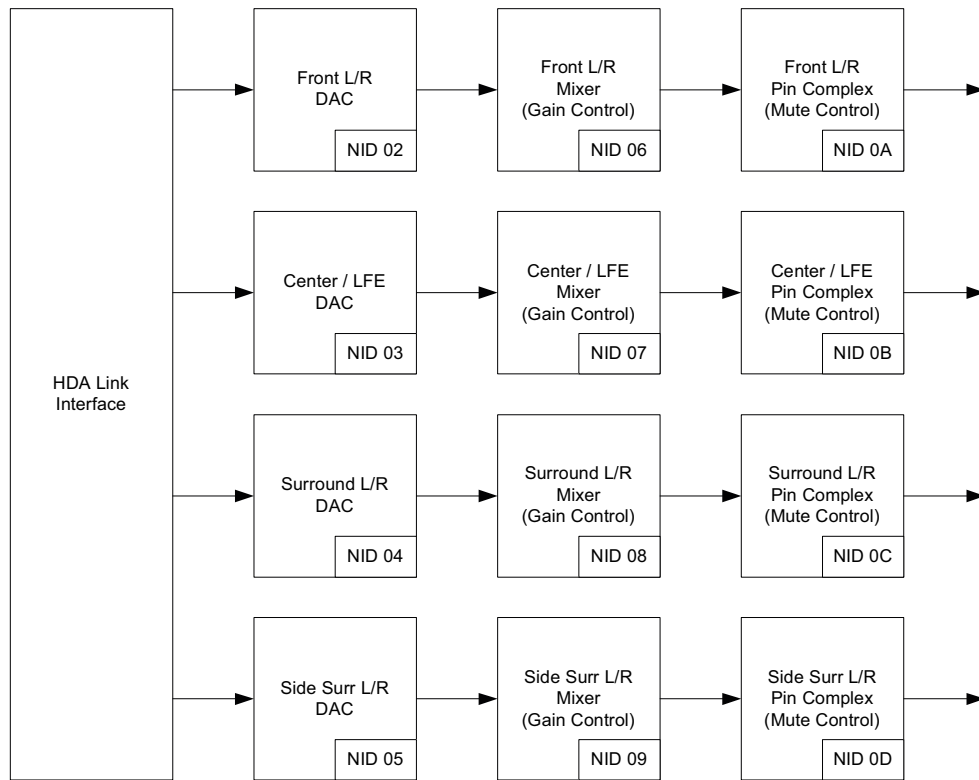 Front L/R
DAC
NID 02
Front L/R
Mixer
(Gain Control)
NID 06
Front L/R
Pin Complex
(Mute Control)
NID 0A
Center / LFE
DAC
NID 03
Center / LFE
Mixer
(Gain Control)
NID 07
Center / LFE
Pin Complex
(Mute Control)
NID 0B
HDA Link
Interface
Surround L/R
DAC
NID 04
Surround L/R
Mixer
(Gain Control)
NID 08
Surround L/R
Pin Complex
(Mute Control)
NID 0C
Side Surr L/R
DAC
NID 05
Side Surr L/R
Mixer
(Gain Control)
NID 09
Side Surr L/R
Pin Complex
(Mute Control)
NID 0D